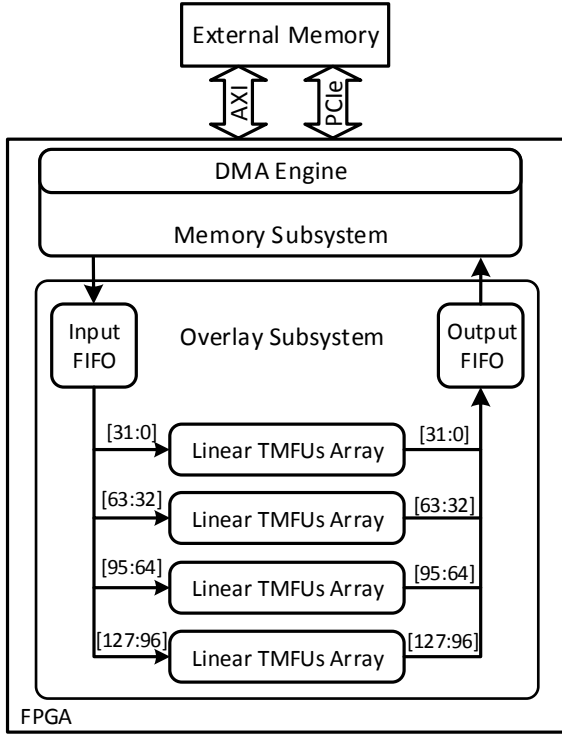 External Memory
AXI
PCIe
DMA Engine
Memory Subsystem
Input
FIFO
Overlay Subsystem
Output
FIFO
[31:0]
Linear TMFUs Array
[31:0]
[63:32]
Linear TMFUs Array
[63:32]
[95:64]
Linear TMFUs Array
[95:64]
[127:96]
Linear TMFUs Array
[127:96]
FPGA